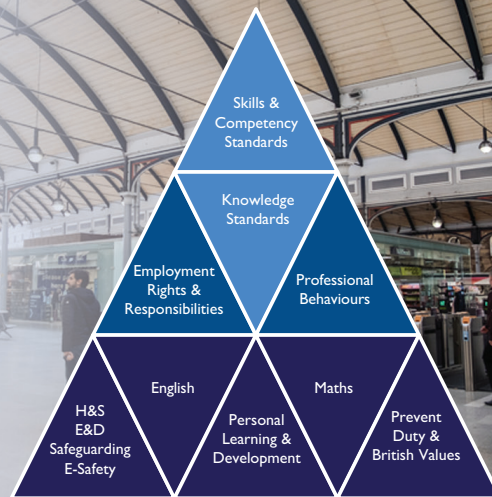 Skills &
Competency
Standards
Knowledge
Standards
Employment
Rights &
Responsibilities
Professional
Behaviours
English
Maths
H&S
E&D
Safeguarding
E-Safety
Personal
Learning &
Development
Prevent
Duty &
British Values